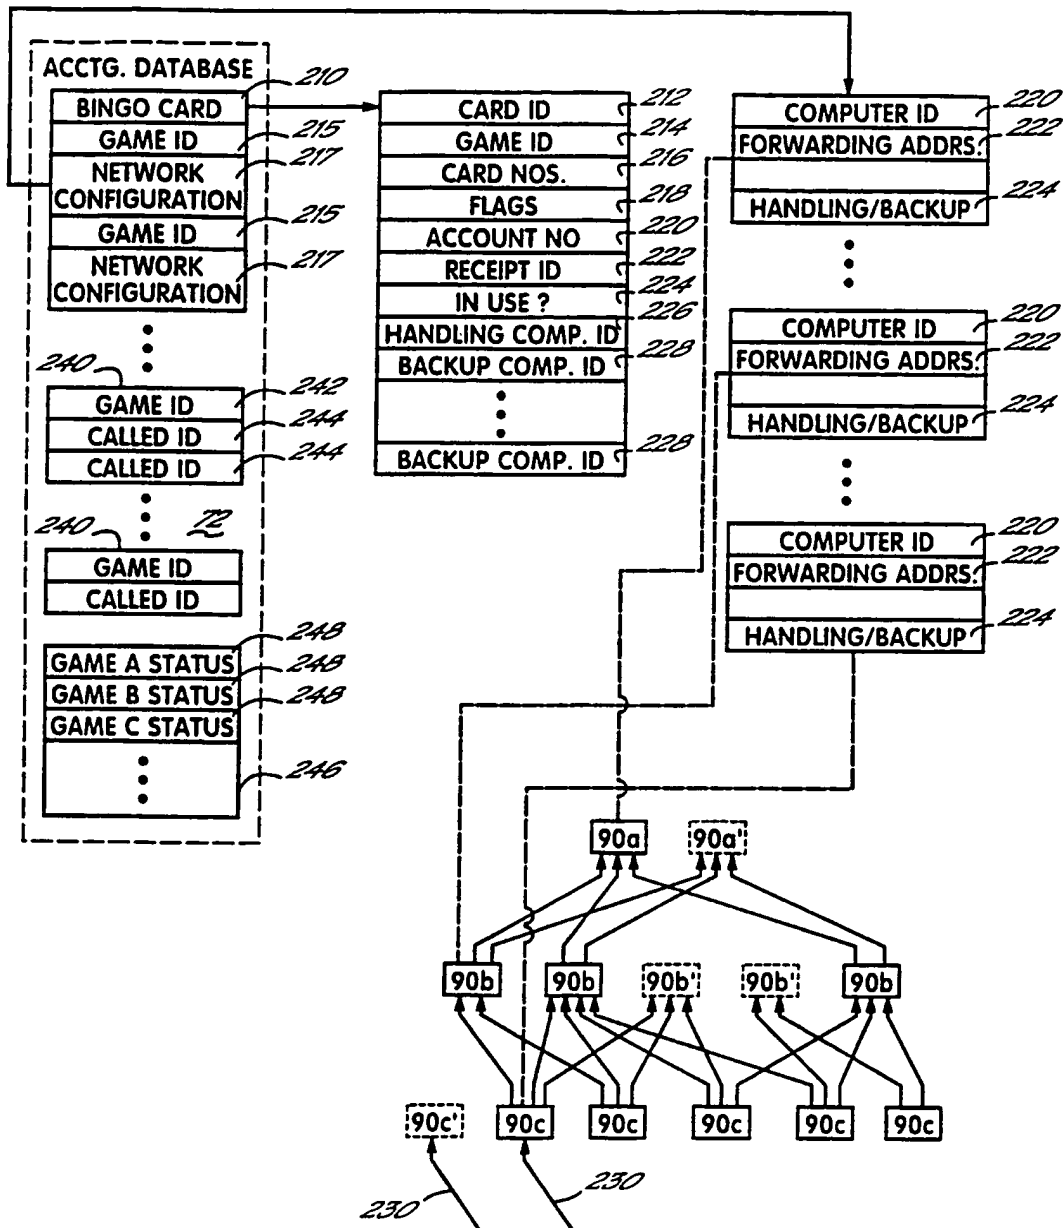 ACCTG. DATABASE
210
BINGO CARD
215
GAME ID
217
NETWORK
CONFIGURATION
215
GAME ID
217
NETWORK
CONFIGURATION
240
242
GAME ID
244
CALLED ID
244
CALLED ID
240
72
GAME ID
CALLED ID
248
GAME A STATUS
248
GAME B STATUS
248
GAME C STATUS
246
CARD ID 212
GAME ID 214
CARD NOS. 216
FLAGS 218
ACCOUNT NO 220
RECEIPT ID 222
IN USE ? 224
226
HANDLING COMP. ID
BACKUP COMP. ID 228
BACKUP COMP. ID 228
COMPUTER ID 220
FORWARDING ADDRS. 222
HANDLING/BACKUP 224
COMPUTER ID 220
FORWARDING ADDRS. 222
HANDLING/BACKUP 224
COMPUTER ID 220
FORWARDING ADDRS. 222
HANDLING/BACKUP 224
90a 90a'
90b 90b 90b' 90b' 90b
90c' 90c 90c 90c 90c 90c
230 230